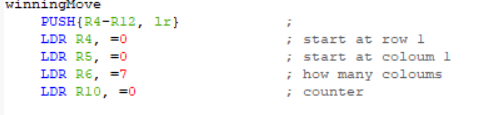 winningMove
PUSH{R4-R12, lr} ;
LDR R4, =0 ; start at row 1
LDR R5, =0 ; start at coloum 1
LDR R6, =7 ; how many coloums
LDR R10, =0 ; counter